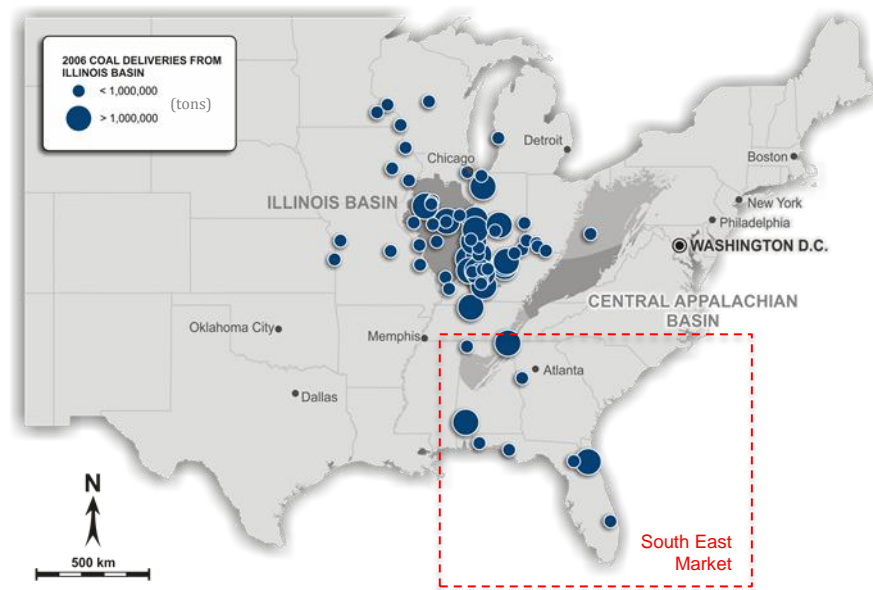 2006 COAL DELIVERIES FROM
ILLINOIS BASIN
< 1,000,000
(tons)
> 1,000,000
Chicago
Detroit
Boston
New York
Philadelphia
WASHINGTON D.C.
ILLINOIS BASIN
CENTRAL APPALACHIAN
BASIN
Oklahoma City
Memphis
Atlanta
Dallas
N
500 km
South East
Market